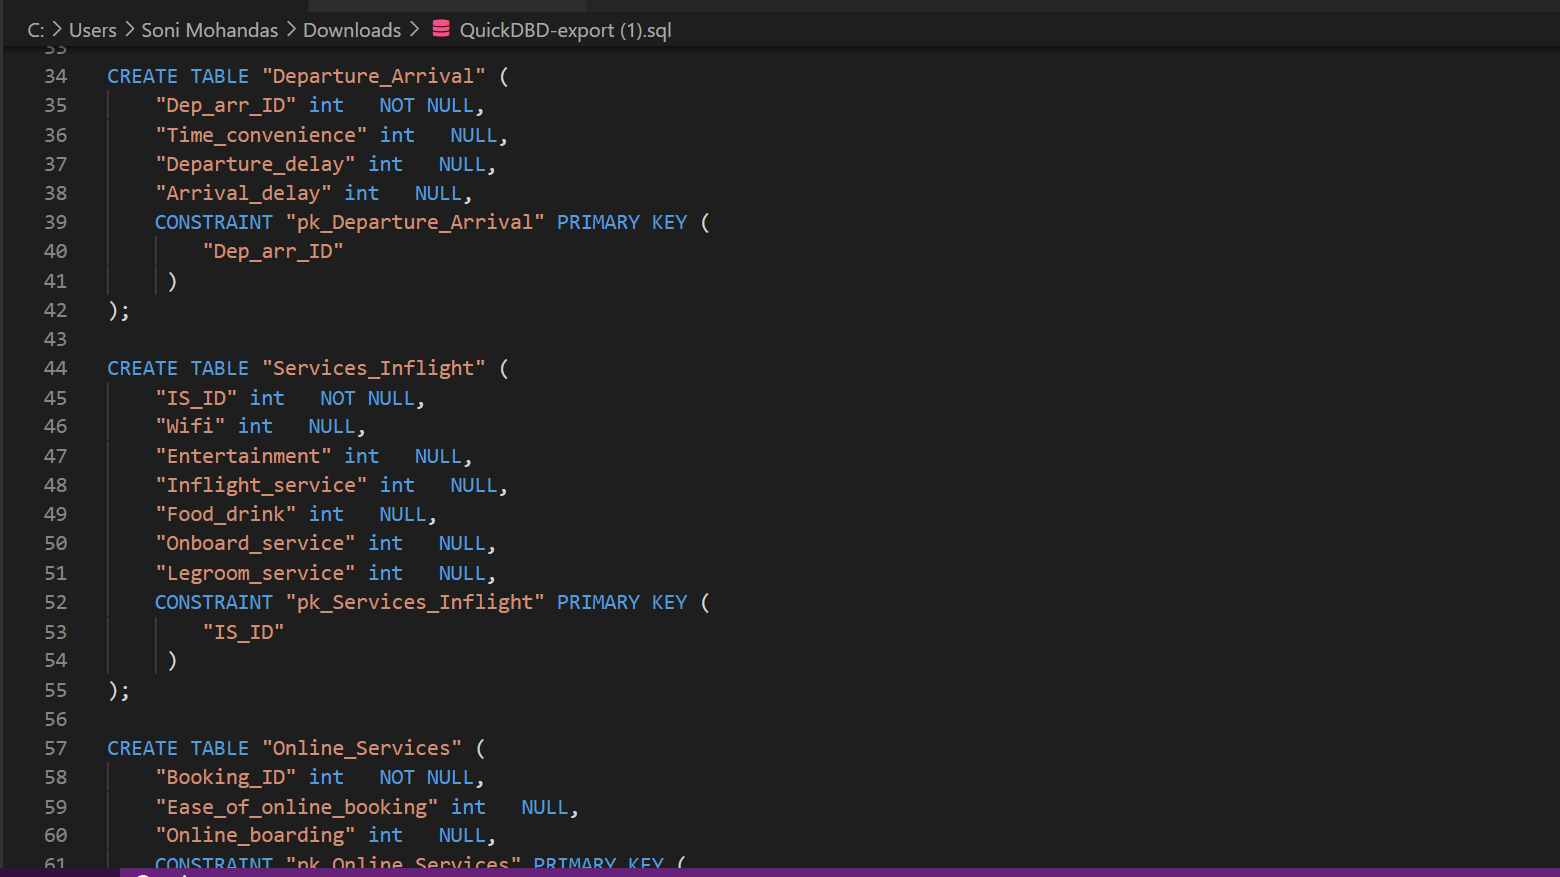 C: > Users > Soni Mohandas > Downloads > QuickDBD-export (1).sql
33
34 CREATE TABLE "Departure_Arrival" (
35 "Dep_arr_ID" int NOT NULL,
36 "Time_convenience" int NULL,
37 "Departure_delay" int NULL,
38 "Arrival_delay" int NULL,
39 CONSTRAINT "pk_Departure_Arrival" PRIMARY KEY (
40 "Dep_arr_ID"
41 )
42 );
43
44 CREATE TABLE "Services_Inflight" (
45 "IS_ID" int NOT NULL,
46 "Wifi" int NULL,
47 "Entertainment" int NULL,
48 "Inflight_service" int NULL,
49 "Food_drink" int NULL,
50 "Onboard_service" int NULL,
51 "Legroom_service" int NULL,
52 CONSTRAINT "pk_Services_Inflight" PRIMARY KEY (
53 "IS_ID"
54 )
55 );
56
57 CREATE TABLE "Online_Services" (
58 "Booking_ID" int NOT NULL,
59 "Ease_of_online_booking" int NULL,
60 "Online_boarding" int NULL,
61 CONSTRAINT "pk_Online_Services" PRIMARY KEY (